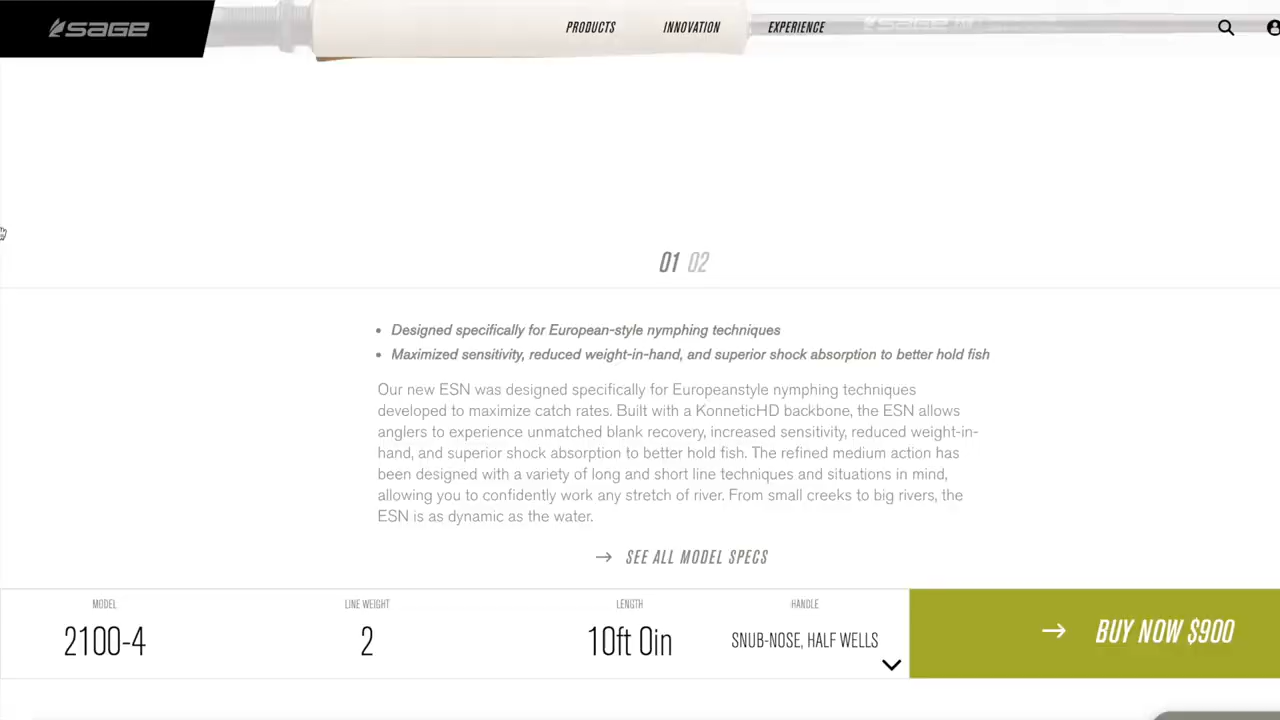 SAGE
PRODUCTS INNOVATION EXPERIENCE
SAGE
01 02
• Designed specifically for European-style nymphing techniques
• Maximized sensitivity, reduced weight-in-hand, and superior shock absorption to better hold fish
Our new ESN was designed specifically for Europeanstyle nymphing techniques
developed to maximize catch rates. Built with a KonneticHD backbone, the ESN allows
anglers to experience unmatched blank recovery, increased sensitivity, reduced weight-in-
hand, and superior shock absorption to better hold fish. The refined medium action has
been designed with a variety of long and short line techniques and situations in mind,
allowing you to confidently work any stretch of river. From small creeks to big rivers, the
ESN is as dynamic as the water.
→ SEE ALL MODEL SPECS
MODEL LINE WEIGHT LENGTH HANDLE
2100-4 2 10ft 0in SNUB-NOSE, HALF WELLS
→ BUY NOW $900